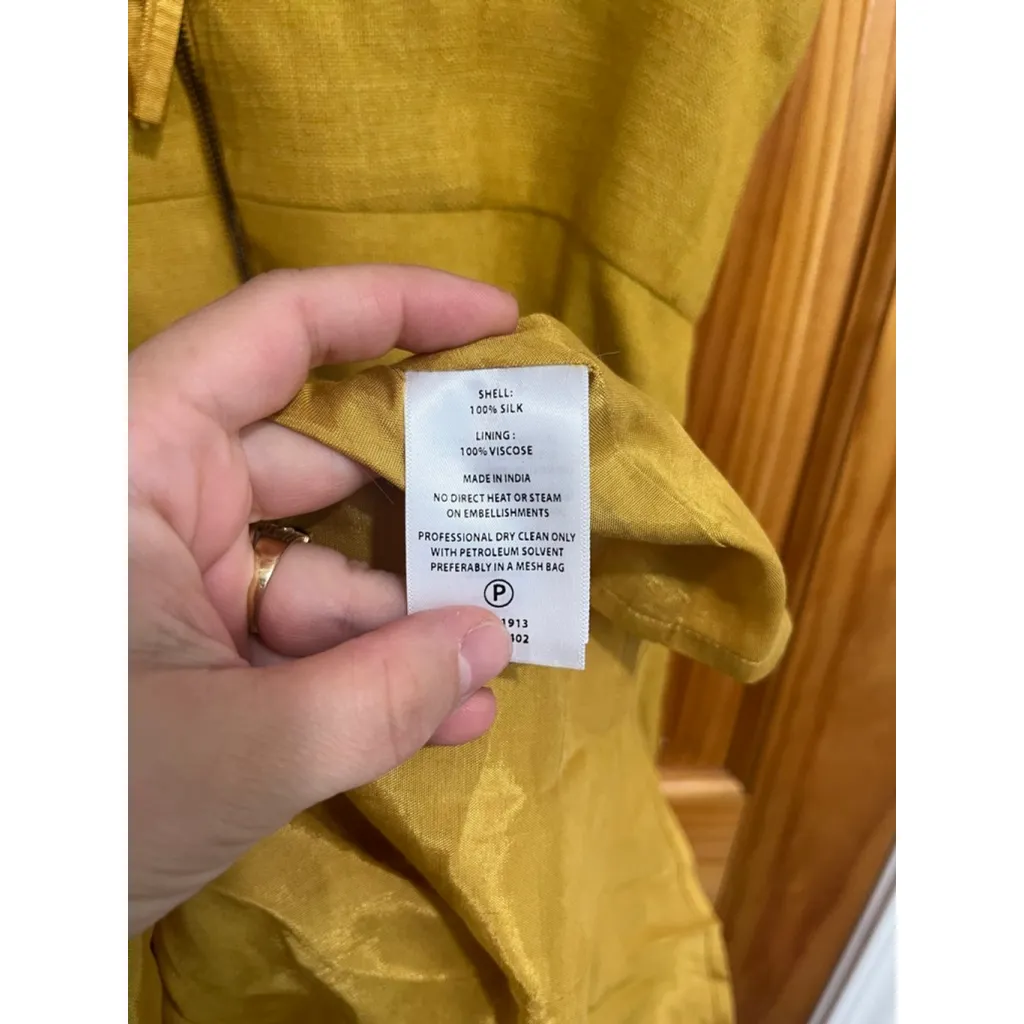 SHELL:
100% SILK
LINING :
100% VISCOSE
MADE IN INDIA
NO DIRECT HEAT OR STEAM
ON EMBELLISHMENTS
PROFESSIONAL DRY CLEAN ONLY
WITH PETROLEUM SOLVENT
PREFERABLY IN A MESH BAG
P